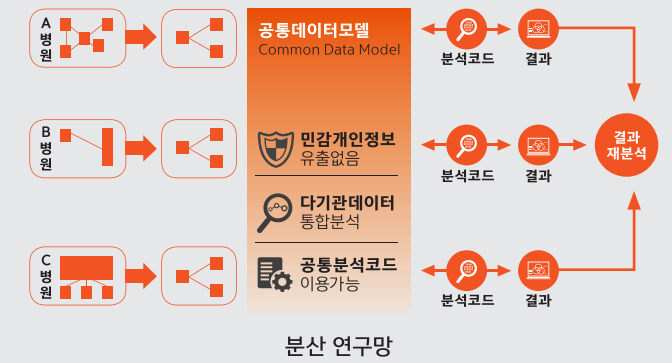 A
병
원
공통데이터모델
Common Data Model
분석코드
결과
B
병
원
민감개인정보
유출없음
분석코드
결과
결과
재분석
다기관데이터
통합분석
C
병
원
공통분석코드
이용가능
분석코드
결과
분산 연구망